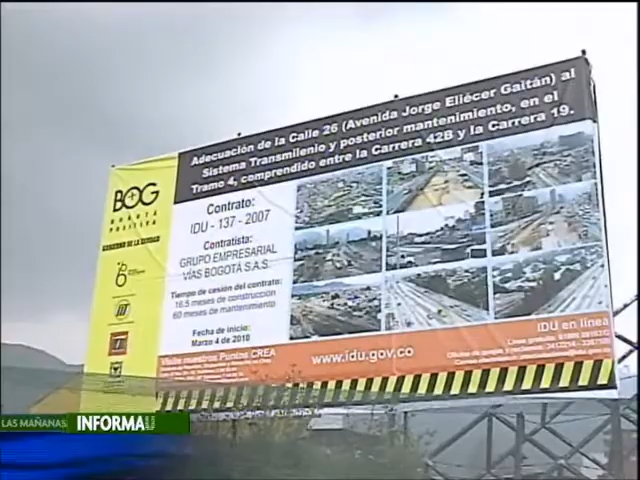 Adecuación de la Calle 26 (Avenida Jorge Eliécer Gaitán) al
Sistema Transmilenio y posterior mantenimiento, en el
Tramo 4, comprendido entre la Carrera 42B y la Carrera 19.
BOG
BOGOTÁ
POSITIVA
GOBIERNO DE LA CIUDAD
Contrato:
IDU - 137 - 2007
Contratista:
GRUPO EMPRESARIAL
VÍAS BOGOTÁ S.A.S.
Tiempo de cesión del contrato:
16.5 meses de construcción
60 meses de mantenimiento
Fecha de inicio:
Marzo 4 de 2010
Visite nuestros Puntos CREA
www.idu.gov.co
IDU en línea
LAS MAÑANAS INFORMA